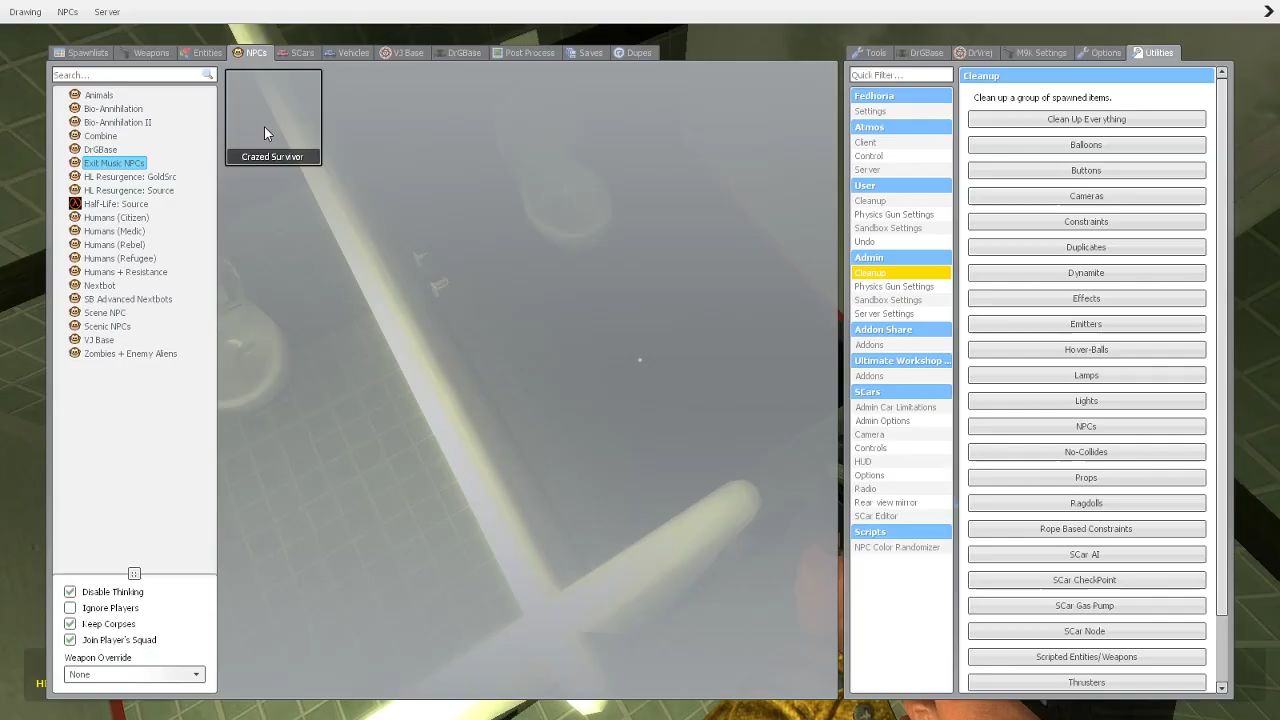 Drawing NPCs Server
Spawnlists Weapons Entities NPCs SCars Vehicles VJ Base DrGBase Post Process Saves Dupes
Search...
Animals
Bio-Annihilation
Bio-Annihilation II
Combine
DrGBase
Exit Music NPCs
HL Resurgence: GoldSrc
HL Resurgence: Source
Half-Life: Source
Humans (Citizen)
Humans (Medic)
Humans (Rebel)
Humans (Refugee)
Humans + Resistance
Nextbot
SB Advanced Nextbots
Scene NPC
Scenic NPCs
VJ Base
Zombies + Enemy Aliens
Disable Thinking
Ignore Players
Keep Corpses
Join Player's Squad
Weapon Override
None
Crazed Survivor
Tools DrGBase DrVrej M9K Settings Options Utilities
Quick Filter...
Fedhoria
Settings
Atmos
Client
Control
Server
User
Cleanup
Physics Gun Settings
Sandbox Settings
Undo
Admin
Cleanup
Physics Gun Settings
Sandbox Settings
Server Settings
Addon Share
Addons
Ultimate Workshop ...
Addons
SCars
Admin Car Limitations
Admin Options
Camera
Controls
HUD
Options
Radio
Rear view mirror
SCar Editor
Scripts
NPC Color Randomizer
Cleanup
Clean up a group of spawned items.
Clean Up Everything
Balloons
Buttons
Cameras
Constraints
Duplicates
Dynamite
Effects
Emitters
Hover-Balls
Lamps
Lights
NPCs
No-Collides
Props
Ragdolls
Rope Based Constraints
SCar AI
SCar CheckPoint
SCar Gas Pump
SCar Node
Scripted Entities/Weapons
Thrusters